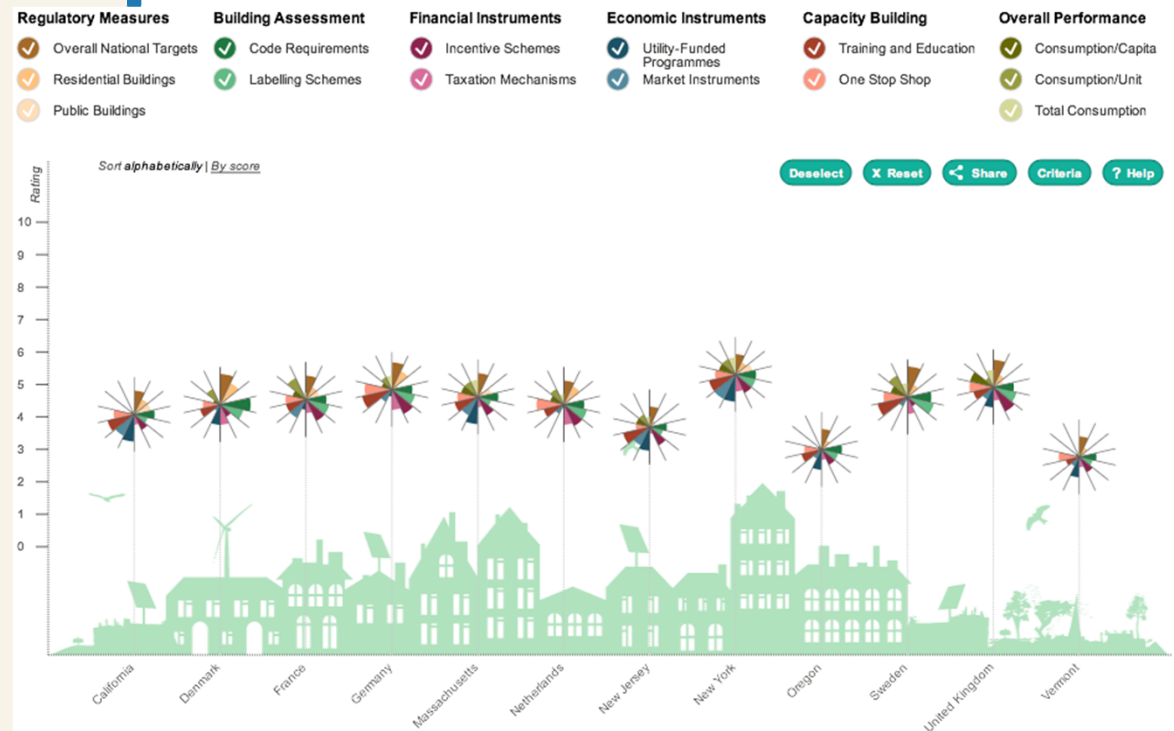 Regulatory Measures
Overall National Targets
Residential Buildings
Public Buildings
Building Assessment
Code Requirements
Labelling Schemes
Financial Instruments
Incentive Schemes
Taxation Mechanisms
Economic Instruments
Utility-Funded
Programmes
Market Instruments
Capacity Building
Training and Education
One Stop Shop
Overall Performance
Consumption/Capita
Consumption/Unit
Total Consumption
Sort alphabetically | By score
Deselect
X Reset
Share
Criteria
? Help
Rating
10
9
8
7
6
5
4
3
2
1
0
California
Denmark
France
Germany
Massachusetts
Netherlands
New Jersey
New York
Oregon
Sweden
United Kingdom
Vermont